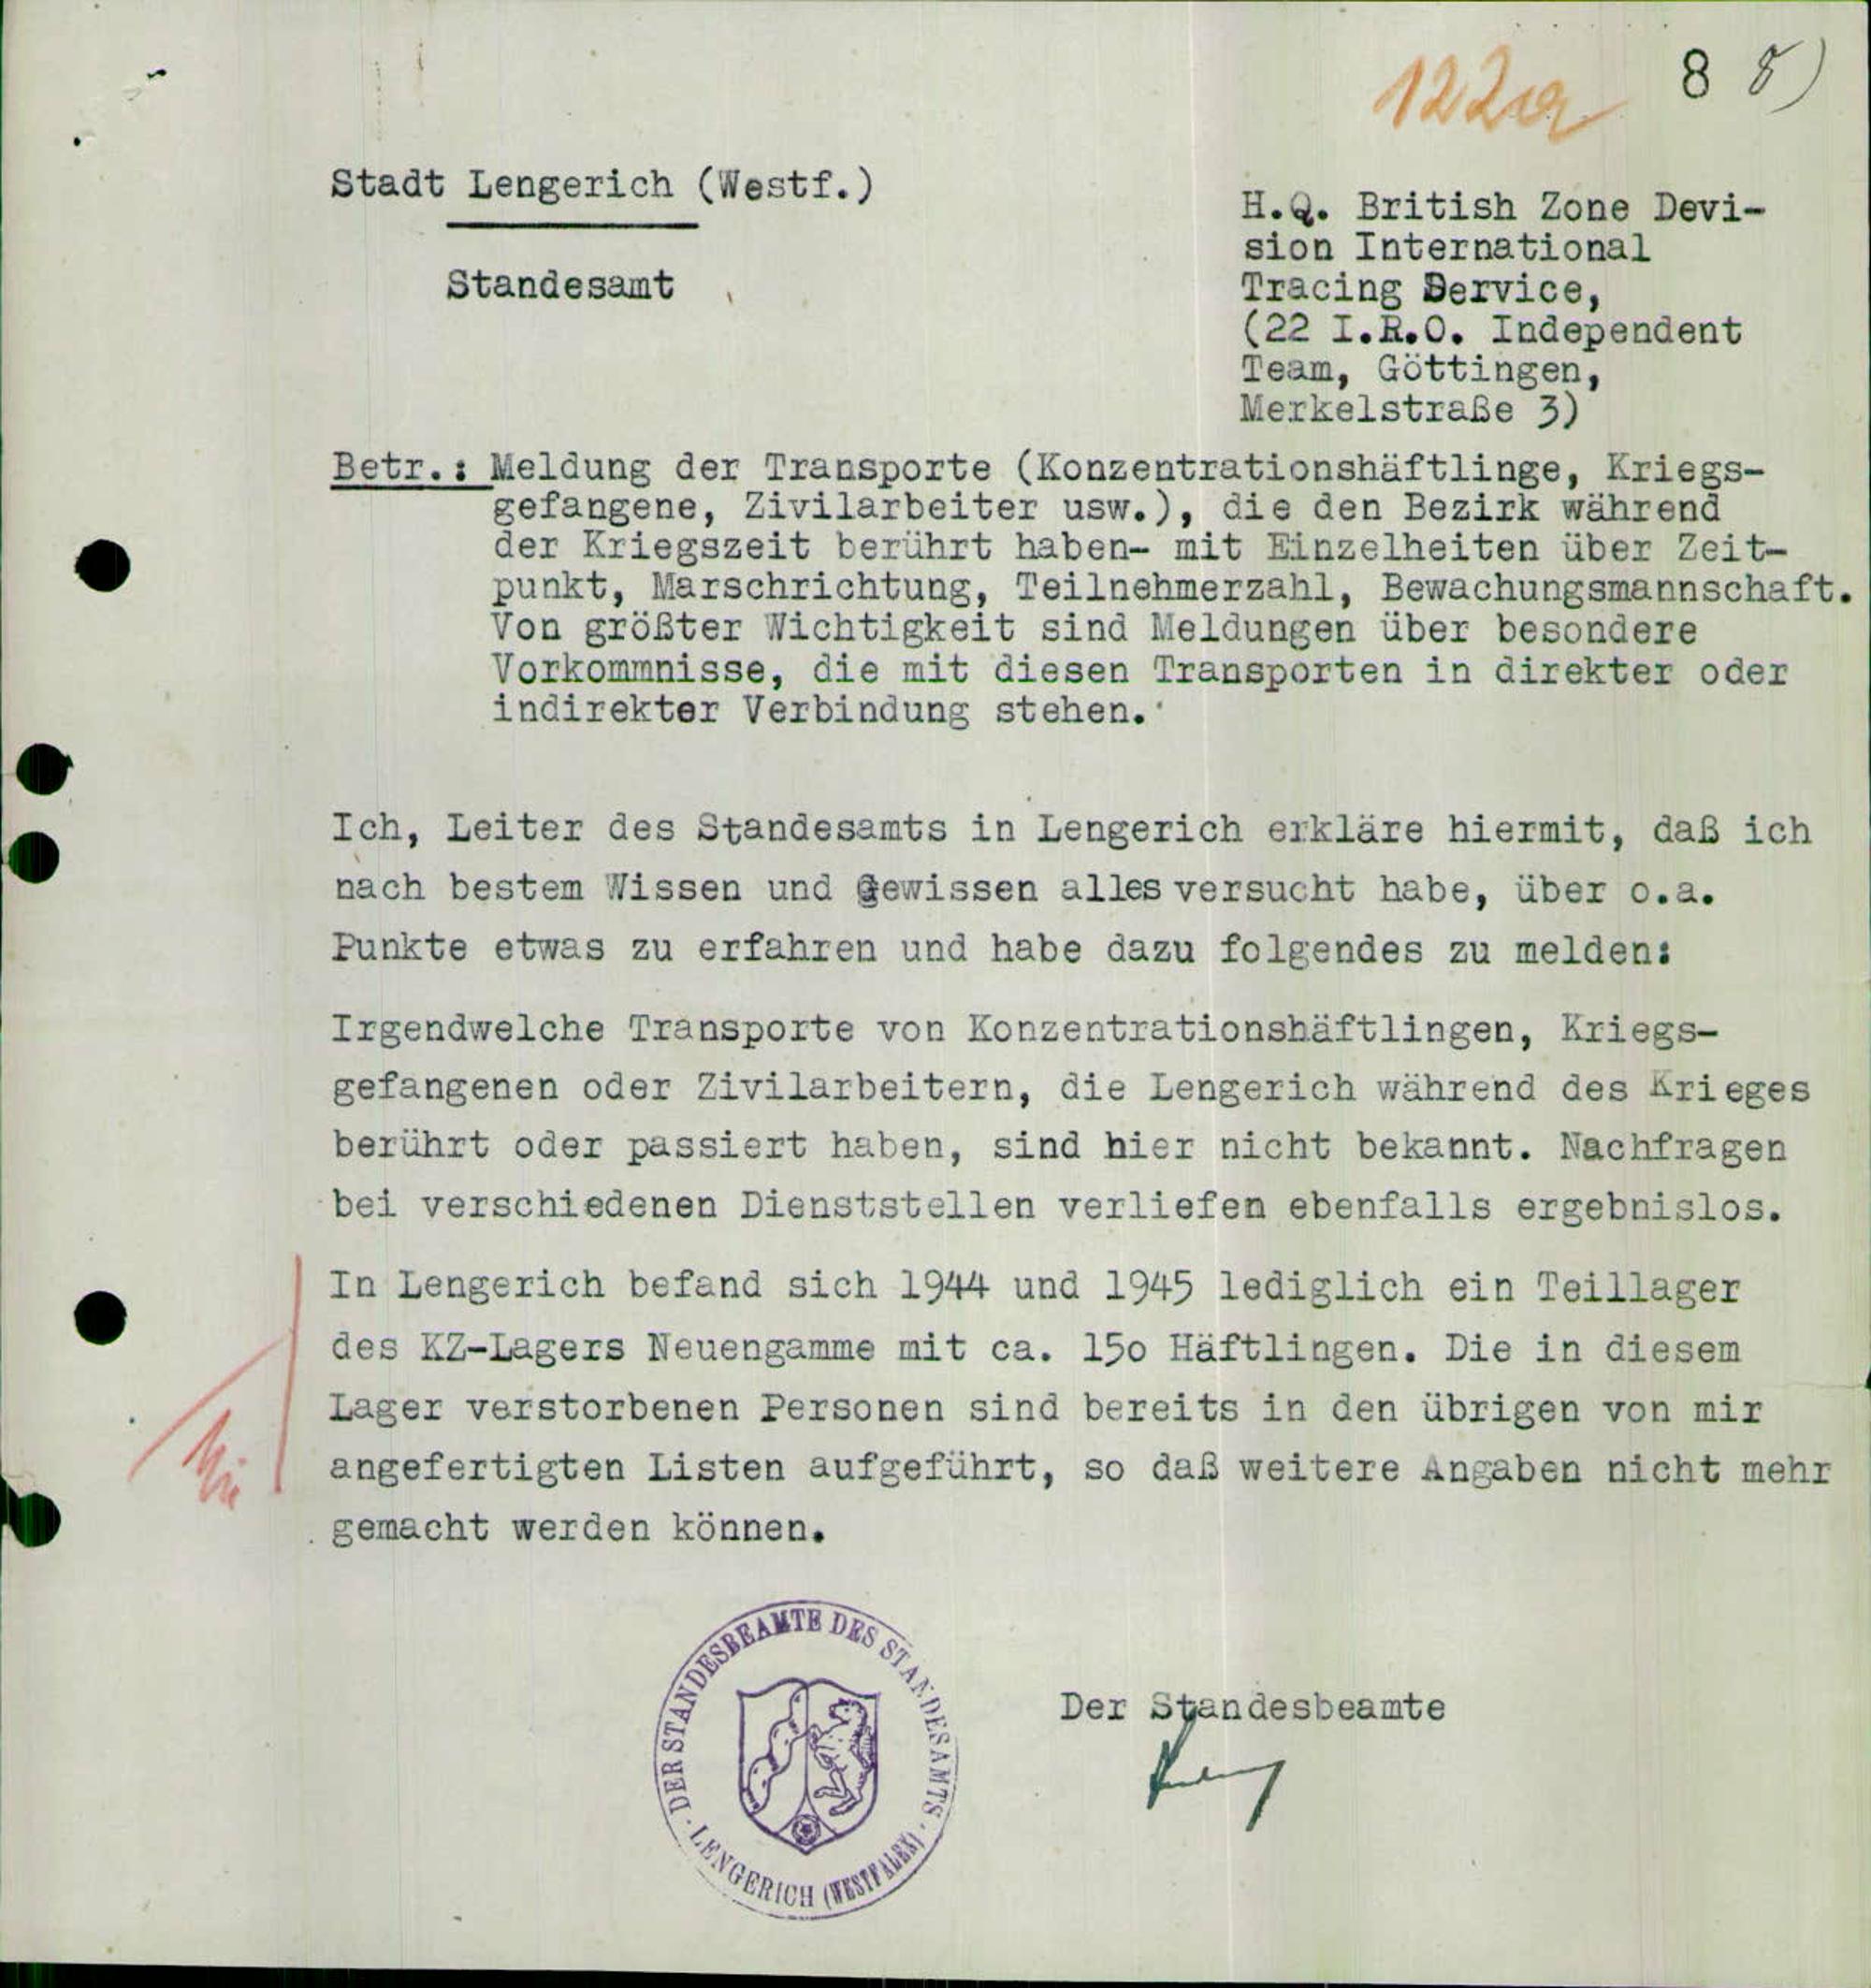 122a
8 8)
Stadt Lengerich (Westf.)
Standesamt
H.Q. British Zone Devi-
sion International
Tracing Service,
(22 I.R.O. Independent
Team, Göttingen,
Merkelstraße 3)
Betr.: Meldung der Transporte (Konzentrationshäftlinge, Kriegs-
gefangene, Zivilarbeiter usw.), die den Bezirk während
der Kriegszeit berührt haben- mit Einzelheiten über Zeit-
punkt, Marschrichtung, Teilnehmerzahl, Bewachungsmannschaft.
Von größter Wichtigkeit sind Meldungen über besondere
Vorkommnisse, die mit diesen Transporten in direkter oder
indirekter Verbindung stehen.
Ich, Leiter des Standesamts in Lengerich erkläre hiermit, daß ich
nach bestem Wissen und Gewissen alles versucht habe, über o.a.
Punkte etwas zu erfahren und habe dazu folgendes zu melden:
Irgendwelche Transporte von Konzentrationshäftlingen, Kriegs-
gefangenen oder Zivilarbeitern, die Lengerich während des Krieges
berührt oder passiert haben, sind hier nicht bekannt. Nachfragen
bei verschiedenen Dienststellen verliefen ebenfalls ergebnislos.
In Lengerich befand sich 1944 und 1945 lediglich ein Teillager
des KZ-Lagers Neuengamme mit ca. 15o Häftlingen. Die in diesem
Lager verstorbenen Personen sind bereits in den übrigen von mir
angefertigten Listen aufgeführt, so daß weitere Angaben nicht mehr
gemacht werden können.
DER STANDESBEAMTE DES STANDESAMTS
LENGERICH (WESTFALEN)
Der Standesbeamte